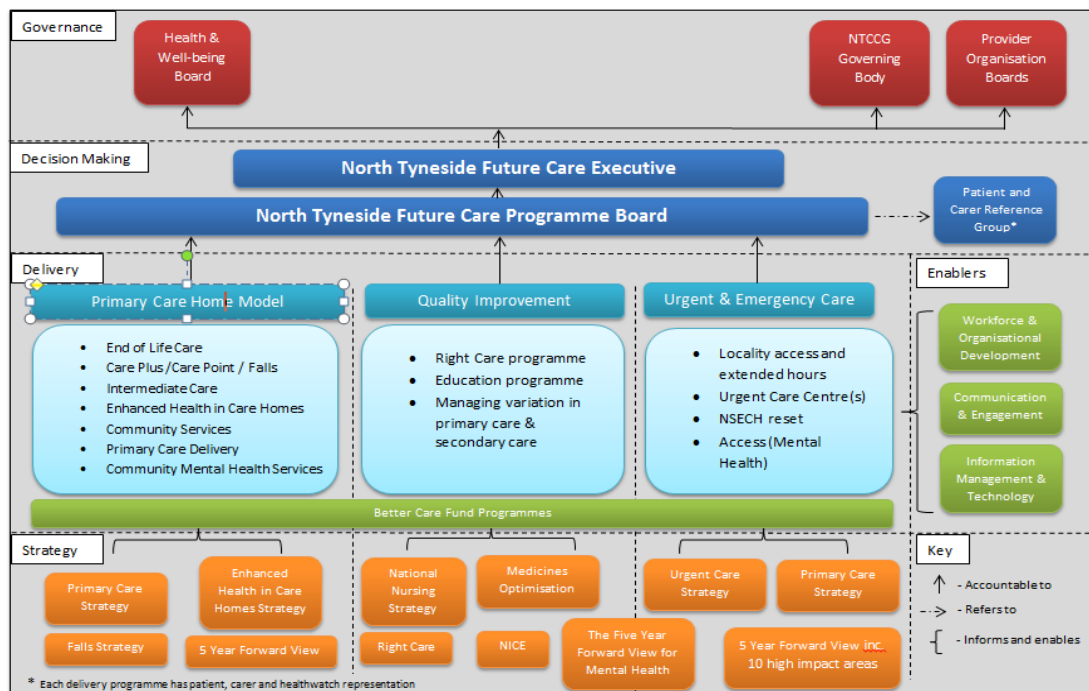 Governance
Health &
Well-being
Board
NTCCG
Governing
Body
Provider
Organisation
Boards
Decision Making
North Tyneside Future Care Executive
North Tyneside Future Care Programme Board
Patient and
Carer Reference
Group*
Delivery
Primary Care Home Model
Quality Improvement
Urgent & Emergency Care
Enablers
• End of Life Care
• Care Plus /Care Point / Falls
• Intermediate Care
• Enhanced Health in Care Homes
• Community Services
• Primary Care Delivery
• Community Mental Health Services
• Right Care programme
• Education programme
• Managing variation in
primary care &
secondary care
• Locality access and
extended hours
• Urgent Care Centre(s)
• NSECH reset
• Access (Mental
Health)
Workforce &
Organisational
Development
Communication
& Engagement
Information
Management &
Technology
Better Care Fund Programmes
Strategy
Primary Care
Strategy
Enhanced
Health in Care
Homes Strategy
Falls Strategy
5 Year Forward View
National
Nursing
Strategy
Medicines
Optimisation
Right Care
NICE
The Five Year
Forward View for
Mental Health
Urgent Care
Strategy
Primary Care
Strategy
5 Year Forward View inc.
10 high impact areas
Key
- Accountable to
- Refers to
- Informs and enables
* Each delivery programme has patient, carer and healthwatch representation